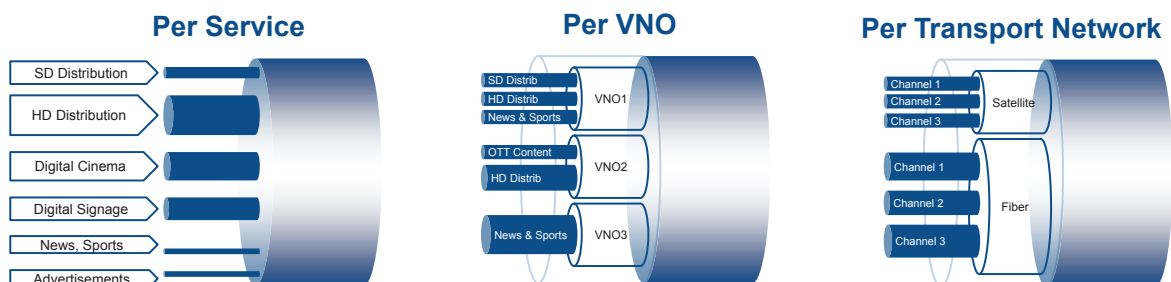 Per Service
SD Distribution
HD Distribution
Digital Cinema
Digital Signage
News, Sports
Advertisements
Per VNO
SD Distrib
HD Distrib
News & Sports
VNO1
OTT Content
HD Distrib
VNO2
News & Sports
VNO3
Per Transport Network
Channel 1
Channel 2
Channel 3
Satellite
Channel 1
Channel 2
Channel 3
Fiber